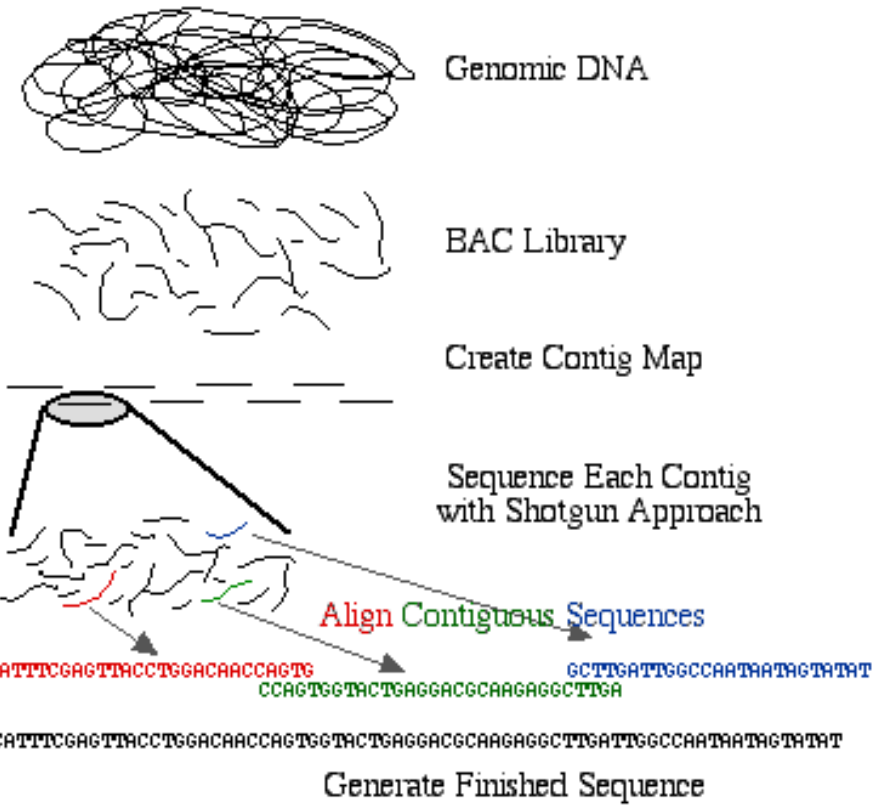 Genomic DNA
BAC Library
Create Contig Map
Sequence Each Contig
with Shotgun Approach
Align Contiguous Sequences
ATTTCGAGTTACCTGGACAACCAGTG GCTTGATTGGCCAATAATAGTATAT
CCAGTGGTACTGAGGACGCAAGAGGCTTGA
CATTTCGAGTTACCTGGACAACCAGTGGTACTGAGGACGCAAGAGGCTTGATTGGCCAATAATAGTATAT
Generate Finished Sequence